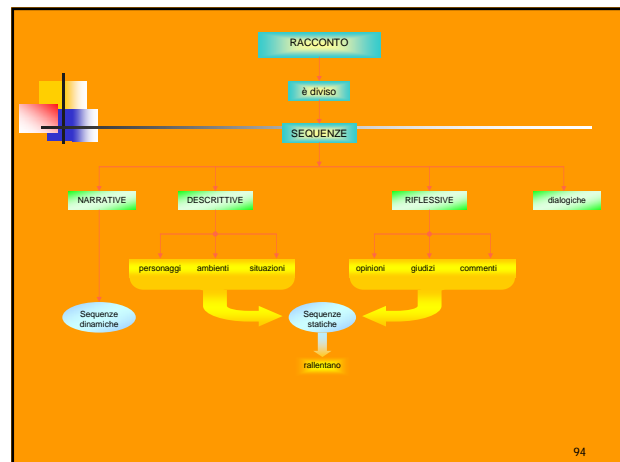 RACCONTO
è diviso
SEQUENZE
NARRATIVE
DESCRITTIVE
RIFLESSIVE
dialogiche
personaggi ambienti situazioni
opinioni giudizi commenti
Sequenze
dinamiche
Sequenze
statiche
rallentano
94